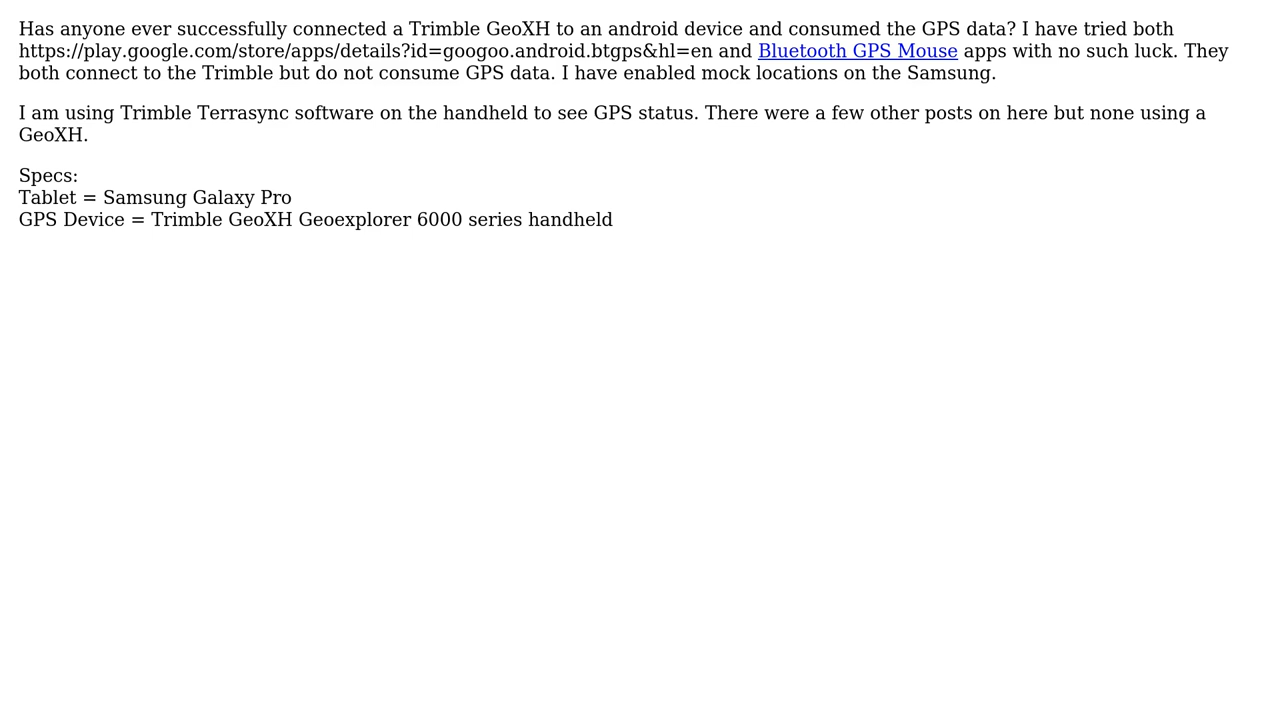 Has anyone ever successfully connected a Trimble GeoXH to an android device and consumed the GPS data? I have tried both
https://play.google.com/store/apps/details?id=googoo.android.btgps&hl=en and Bluetooth GPS Mouse apps with no such luck. They
both connect to the Trimble but do not consume GPS data. I have enabled mock locations on the Samsung.
I am using Trimble Terrasync software on the handheld to see GPS status. There were a few other posts on here but none using a
GeoXH.
Specs:
Tablet = Samsung Galaxy Pro
GPS Device = Trimble GeoXH Geoexplorer 6000 series handheld